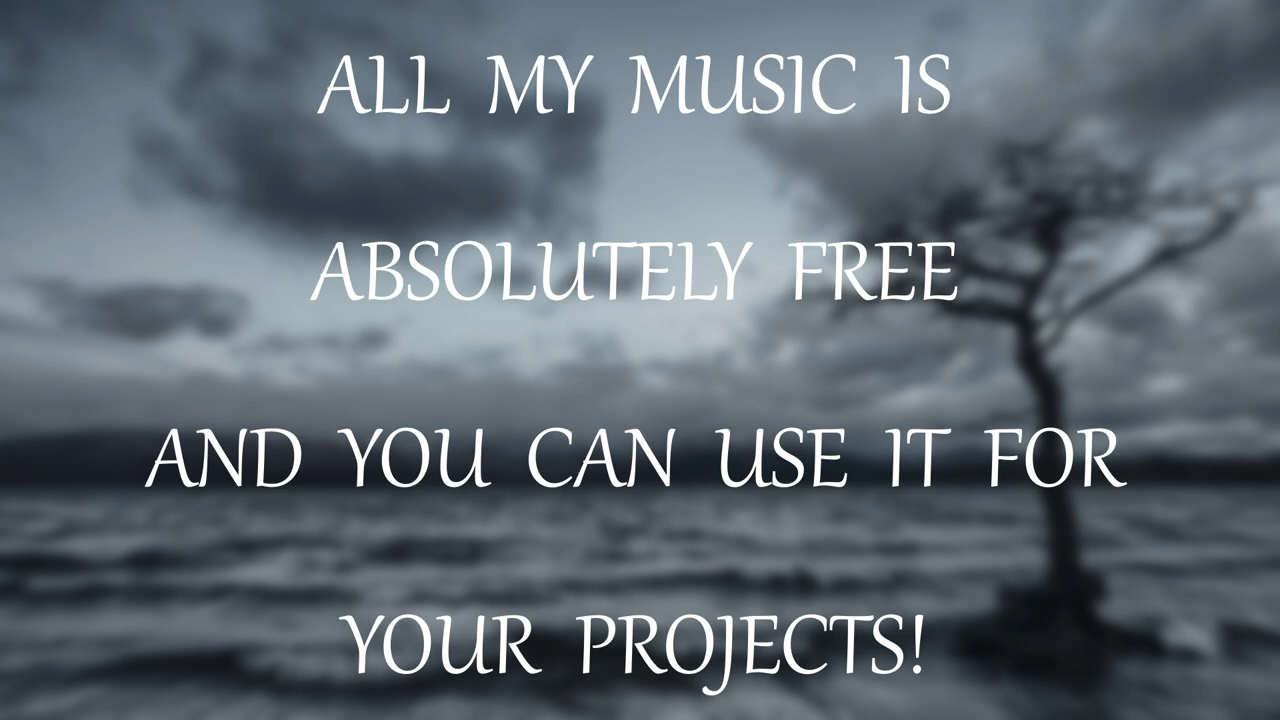 ALL MY MUSIC IS
ABSOLUTELY FREE
AND YOU CAN USE IT FOR
YOUR PROJECTS!